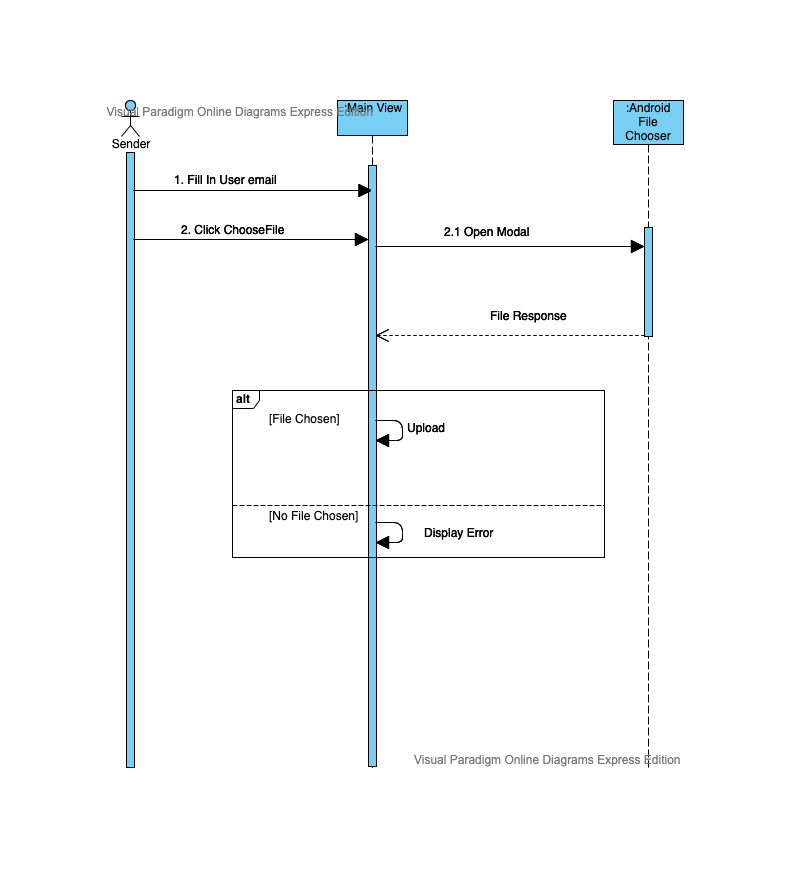 Visual Paradigm Online Diagrams Express Edition
:Main View
:Android
File
Chooser
Sender
1. Fill In User email
2. Click ChooseFile
2.1 Open Modal
File Response
alt
[File Chosen]
Upload
[No File Chosen]
Display Error
Visual Paradigm Online Diagrams Express Edition